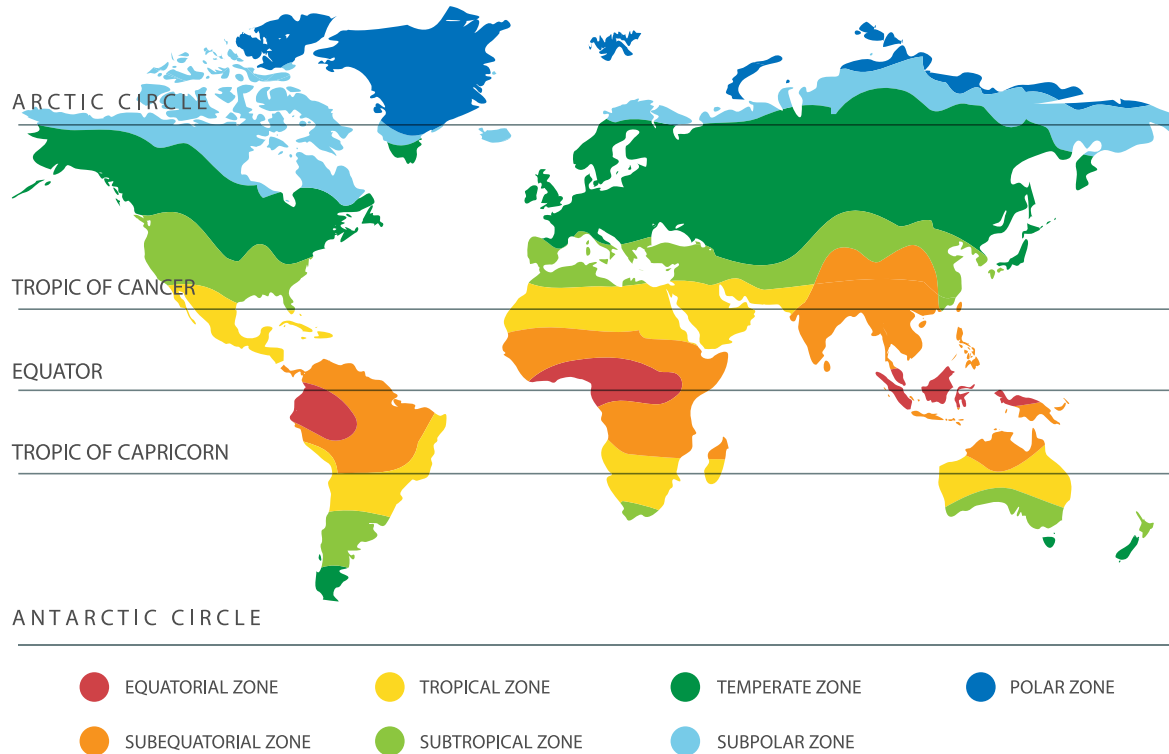 ARCTIC CIRCLE
TROPIC OF CANCER
EQUATOR
TROPIC OF CAPRICORN
ANTARCTIC CIRCLE
EQUATORIAL ZONE
TROPICAL ZONE
TEMPERATE ZONE
POLAR ZONE
SUBEQUATORIAL ZONE
SUBTROPICAL ZONE
SUBPOLAR ZONE